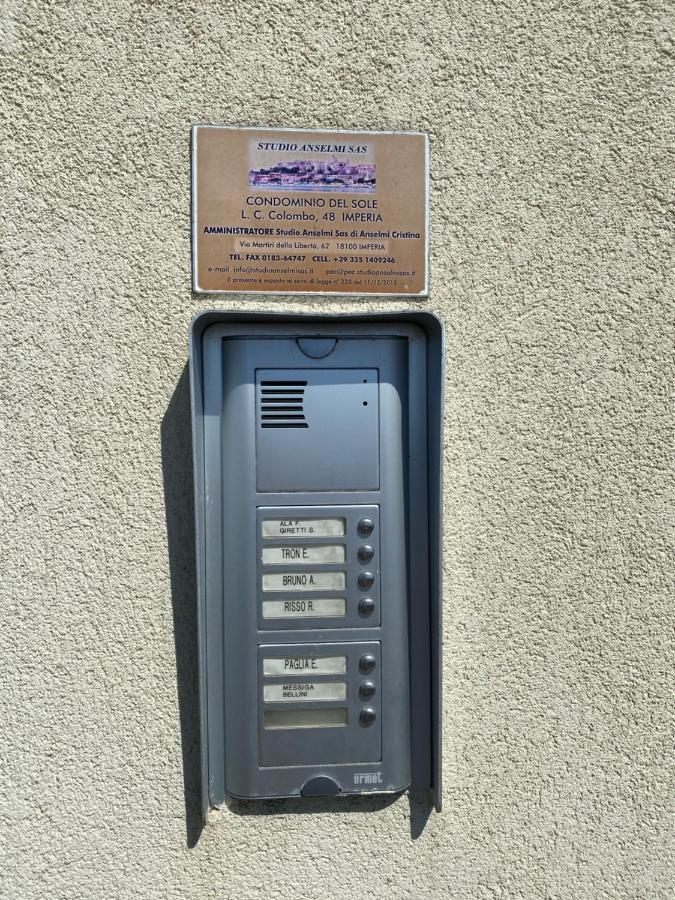 STUDIO ANSELMI SAS
CONDOMINIO DEL SOLE
L. C. Colombo, 48 IMPERIA
AMMINISTRATORE Studio Anselmi Sas di Anselmi Cristina
Via Martiri della Libertà, 62 18100 IMPERIA
TEL. FAX 0183-64747 CELL. +39 335 1409246
e-mail. info@studioanselmisas.it pec@pec.studioanselmisas.it
Il presente è esposto ai sensi di legge n° 220 del 11/12/2012
ALA F.
GIRETTI S.
TRON E.
BRUNO A.
RISSO R.
PAGLIA E.
MESSIGA
BELLINI
urmet